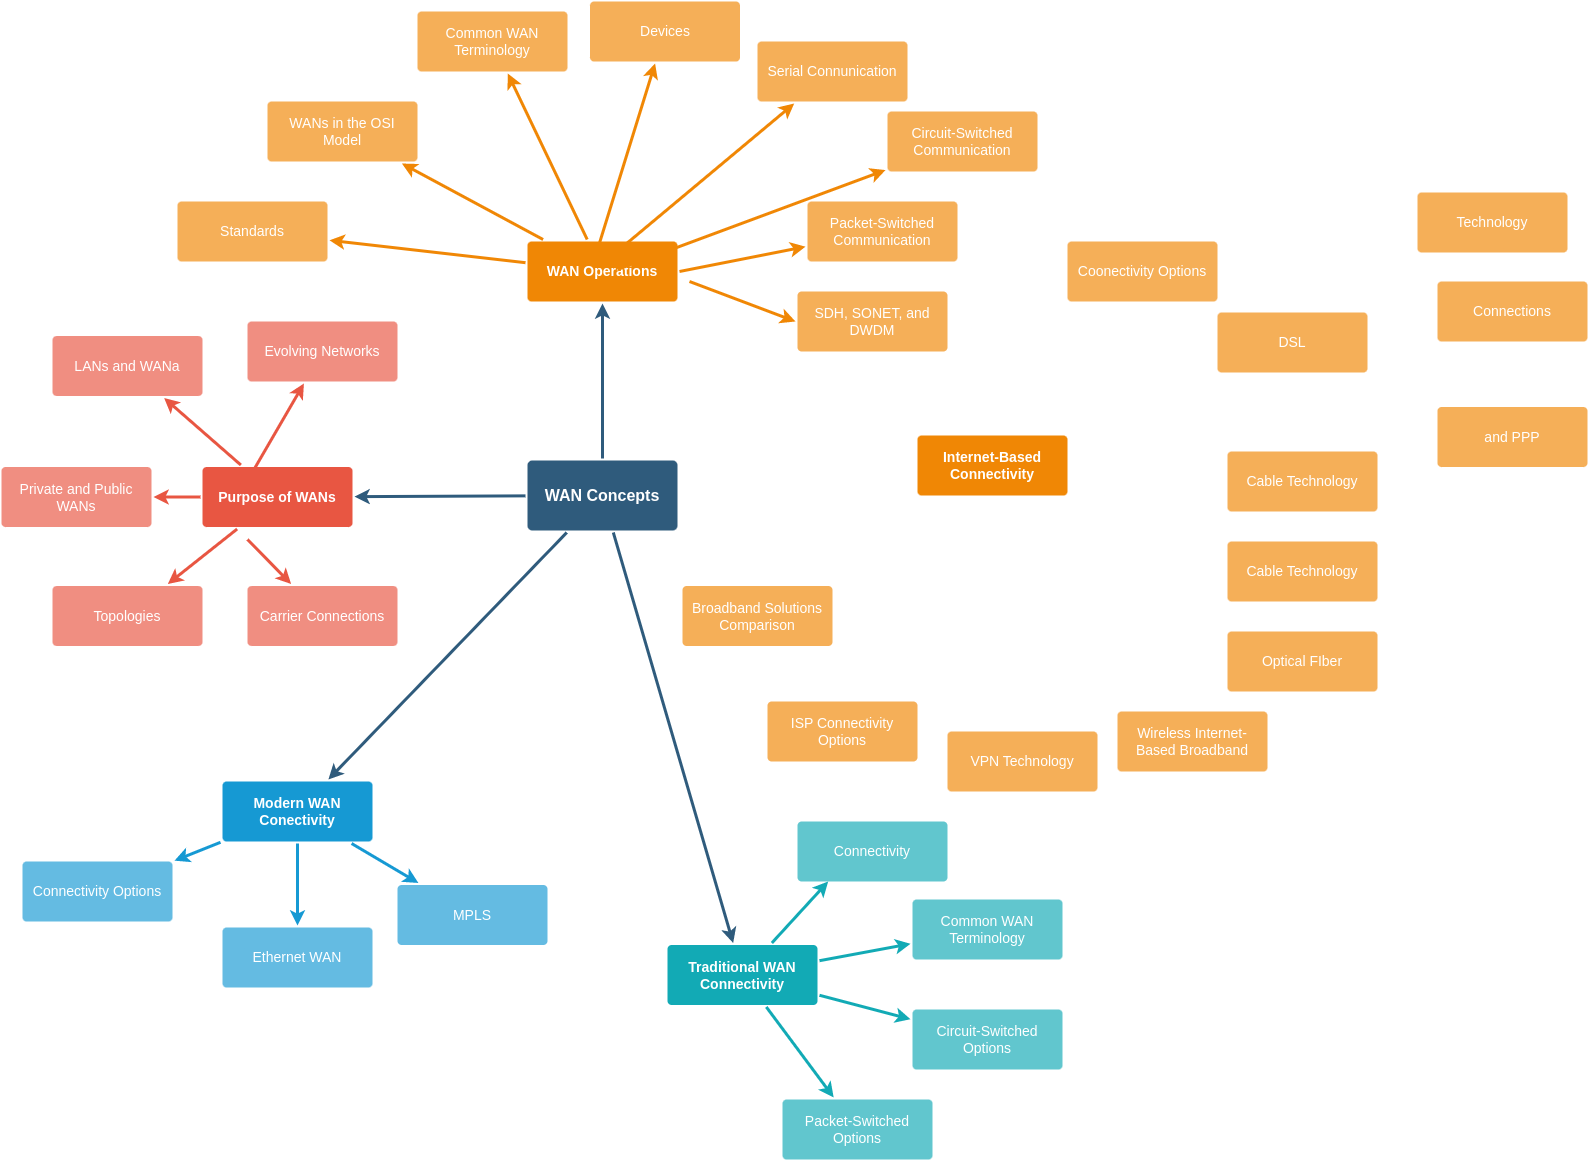 Devices
Common WAN
Terminology
Serial Connunication
WANs in the OSI
Model
Circuit-Switched
Communication
Standards
Packet-Switched
Communication
Technology
WAN Operations
Coonectivity Options
Connections
SDH, SONET, and
DWDM
DSL
Evolving Networks
LANs and WANa
and PPP
Internet-Based
Connectivity
Cable Technology
Private and Public
WANs
Purpose of WANs
WAN Concepts
Cable Technology
Topologies
Carrier Connections
Broadband Solutions
Comparison
Optical FIber
ISP Connectivity
Options
Wireless Internet-
Based Broadband
VPN Technology
Modern WAN
Conectivity
Connectivity
Connectivity Options
MPLS
Common WAN
Terminology
Ethernet WAN
Traditional WAN
Connectivity
Circuit-Switched
Options
Packet-Switched
Options